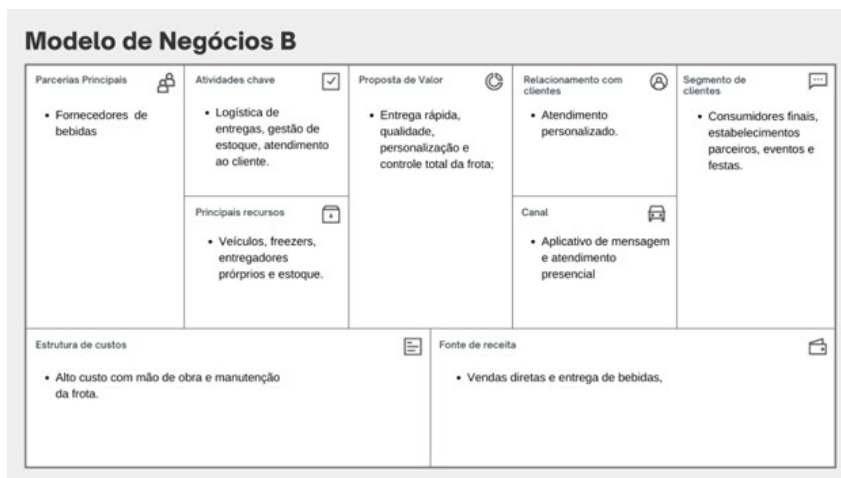 Modelo de Negócios B
Parcerias Principais
• Fornecedores de
bebidas
Atividades chave
• Logística de
entregas, gestão de
estoque, atendimento
ao cliente.
Principais recursos
• Veículos, freezers,
entregadores
prórprios e estoque.
Proposta de Valor
• Entrega rápida,
qualidade,
personalização e
controle total da frota;
Relacionamento com
clientes
• Atendimento
personalizado.
Canal
• Aplicativo de mensagem
e atendimento
presencial
Segmento de
clientes
• Consumidores finais,
estabelecimentos
parceiros, eventos e
festas.
Estrutura de custos
• Alto custo com mão de obra e manutenção
da frota.
Fonte de receita
• Vendas diretas e entrega de bebidas,